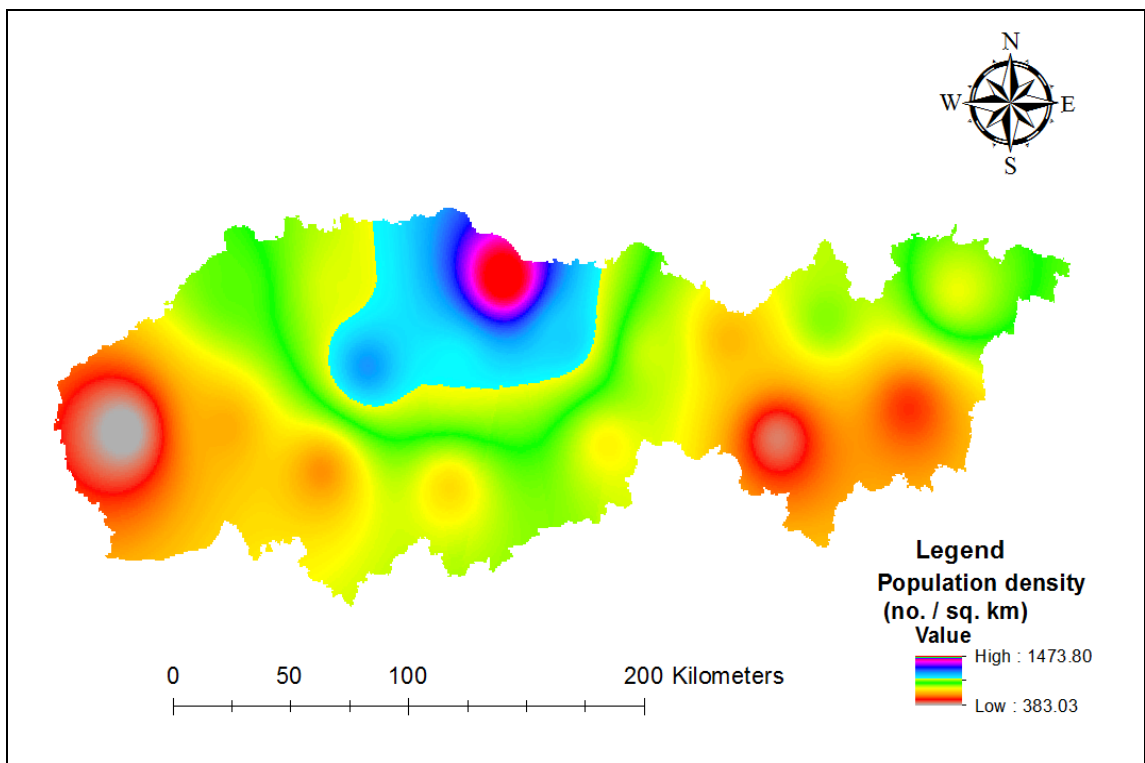 N
W E
S
Legend
Population density
(no. / sq. km)
Value
High : 1473.80
Low : 383.03
0 50 100 200 Kilometers